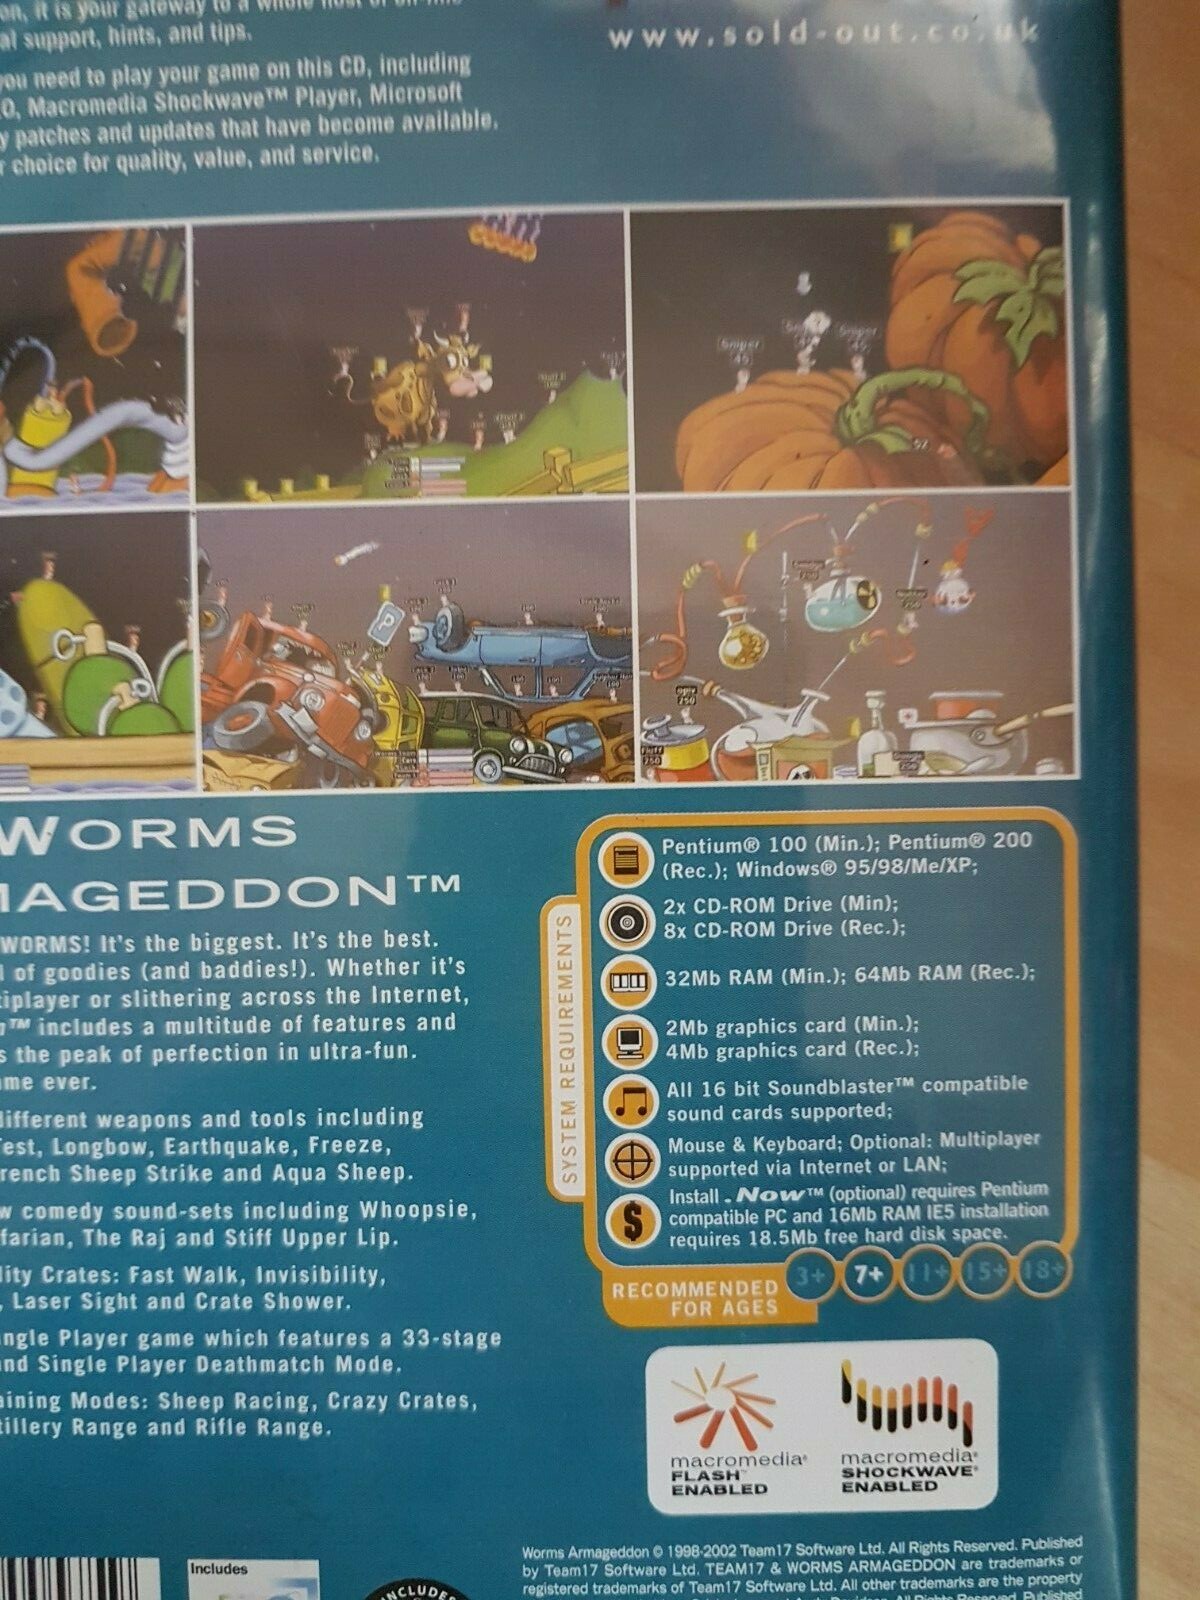 on, it is your gateway to a whole host of on-line
al support, hints, and tips.
you need to play your game on this CD, including
.0, Macromedia Shockwave™ Player, Microsoft
y patches and updates that have become available.
r choice for quality, value, and service.
www.sold-out.co.uk
WORMS
MAGEDDON™
WORMS! It's the biggest. It's the best.
l of goodies (and baddies!). Whether it's
tiplayer or slithering across the Internet,
n™ includes a multitude of features and
s the peak of perfection in ultra-fun.
me ever.
different weapons and tools including
Test, Longbow, Earthquake, Freeze,
rench Sheep Strike and Aqua Sheep.
w comedy sound-sets including Whoopsie,
farian, The Raj and Stiff Upper Lip.
lity Crates: Fast Walk, Invisibility,
, Laser Sight and Crate Shower.
ngle Player game which features a 33-stage
nd Single Player Deathmatch Mode.
aining Modes: Sheep Racing, Crazy Crates,
tillery Range and Rifle Range.
SYSTEM REQUIREMENTS
Pentium® 100 (Min.); Pentium® 200
(Rec.); Windows® 95/98/Me/XP;
2x CD-ROM Drive (Min);
8x CD-ROM Drive (Rec.);
32Mb RAM (Min.); 64Mb RAM (Rec.);
2Mb graphics card (Min.);
4Mb graphics card (Rec.);
All 16 bit Soundblaster™ compatible
sound cards supported;
Mouse & Keyboard; Optional: Multiplayer
supported via Internet or LAN;
Install.Now™ (optional) requires Pentium
compatible PC and 16Mb RAM IE5 installation
requires 18.5Mb free hard disk space.
RECOMMENDED
FOR AGES
3+ 7+ 11+ 15+ 18+
macromedia®
FLASH™
ENABLED
macromedia®
SHOCKWAVE®
ENABLED
Includes
INCLUDES
Worms Armageddon © 1998-2002 Team17 Software Ltd. All Rights Reserved. Published
by Team17 Software Ltd. TEAM17 & WORMS ARMAGEDDON are trademarks or
registered trademarks of Team17 Software Ltd. All other trademarks are the property